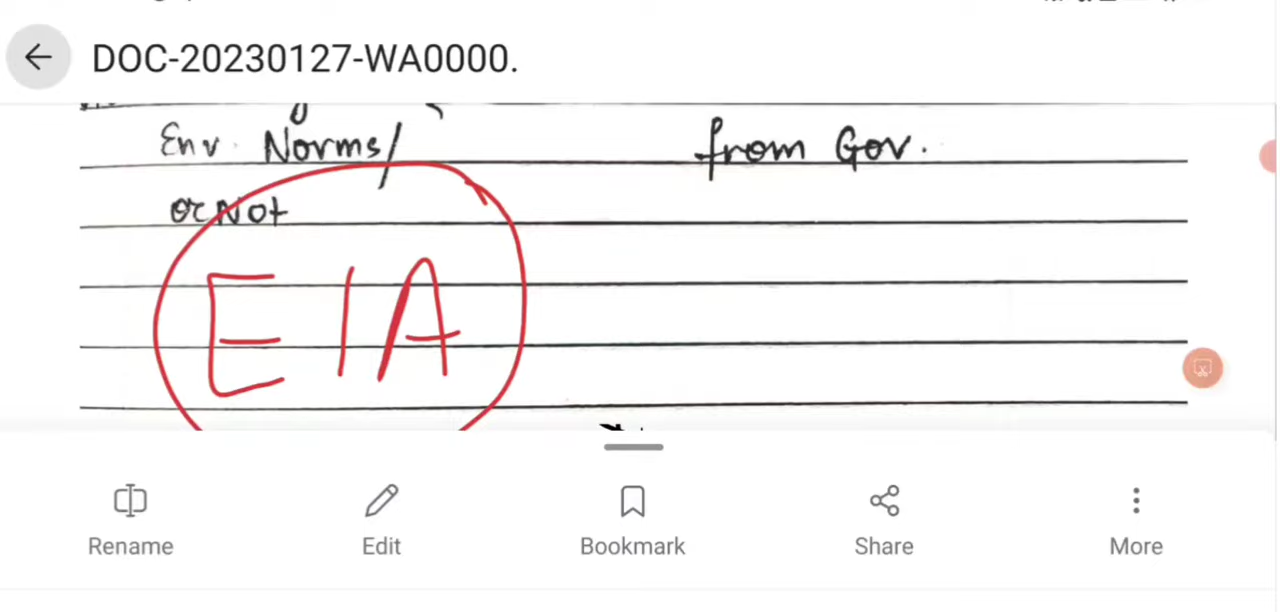 DOC-20230127-WA0000.
Env. Norms/ from Gov.
or Not
EIA
Rename Edit Bookmark Share More